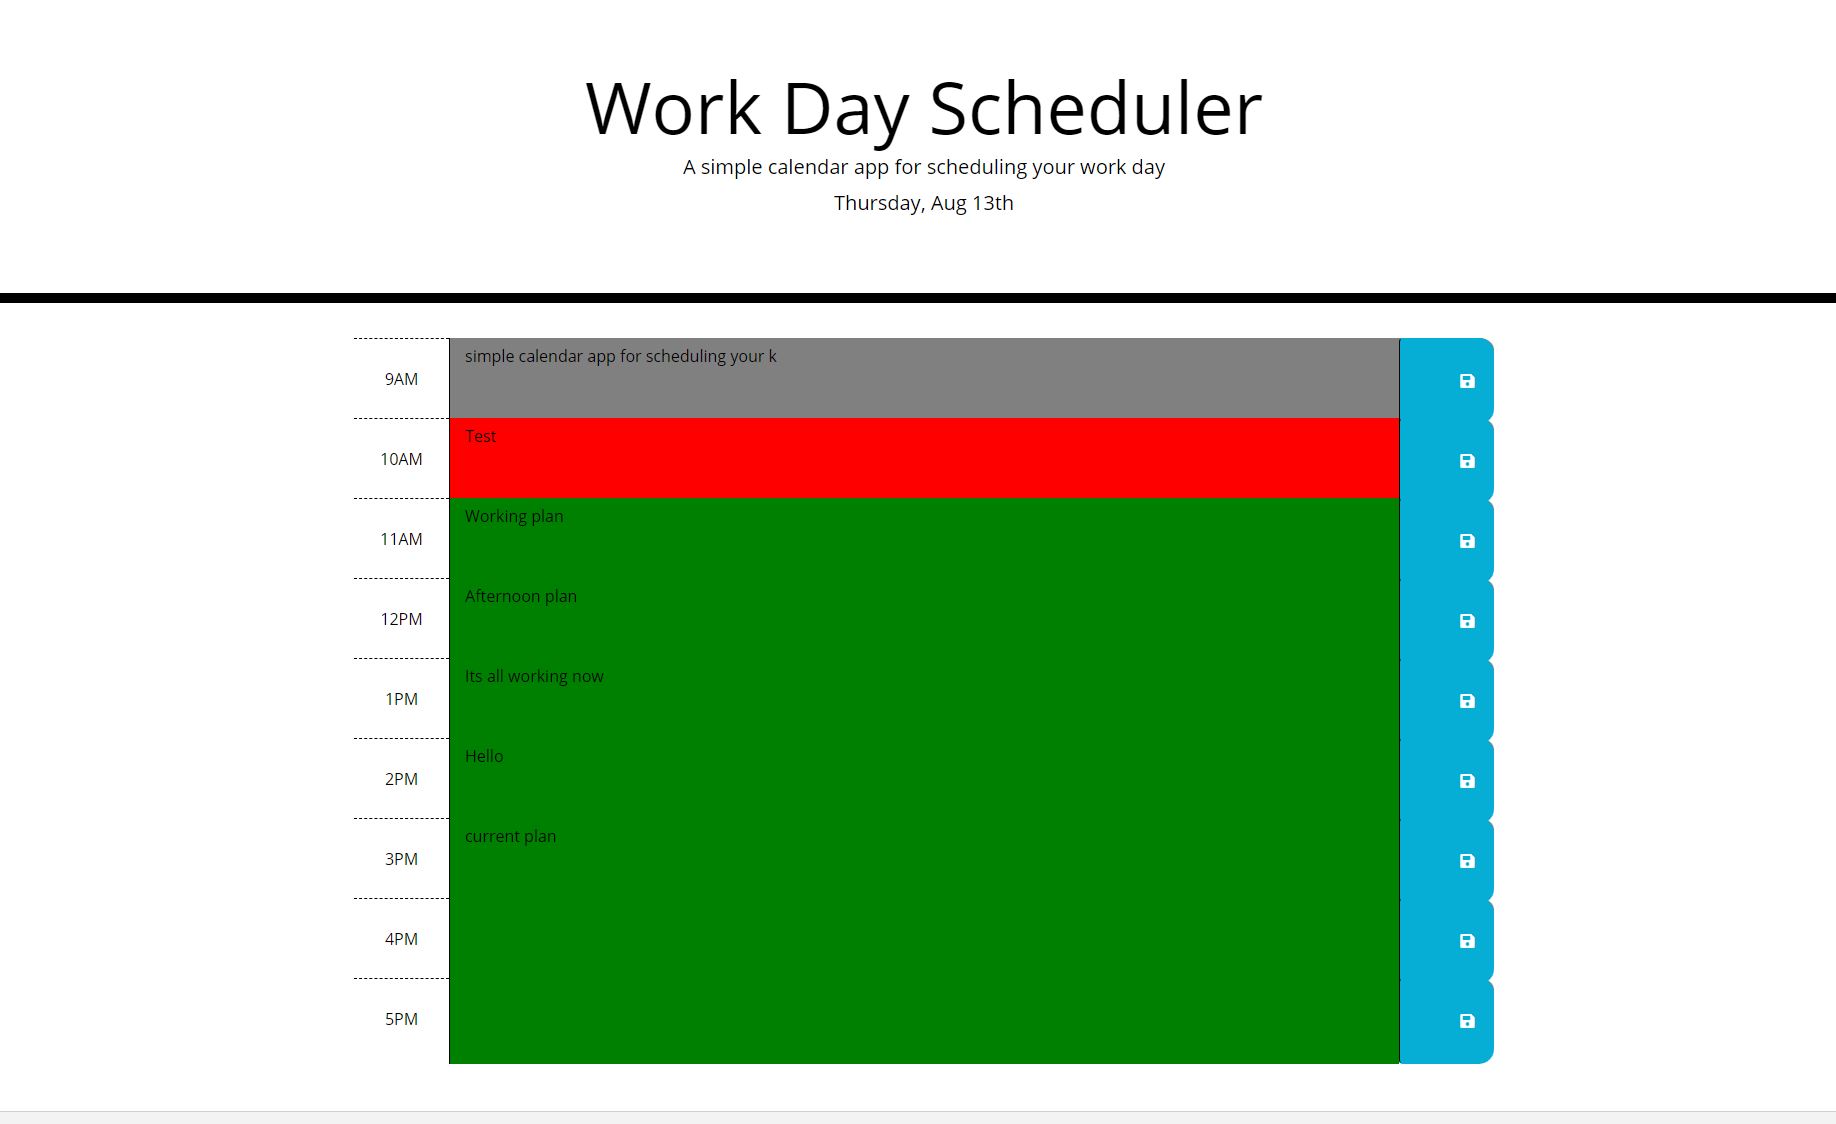 Work Day Scheduler
A simple calendar app for scheduling your work day
Thursday, Aug 13th
9AM
simple calendar app for scheduling your k
10AM
Test
11AM
Working plan
12PM
Afternoon plan
1PM
Its all working now
2PM
Hello
3PM
current plan
4PM
5PM